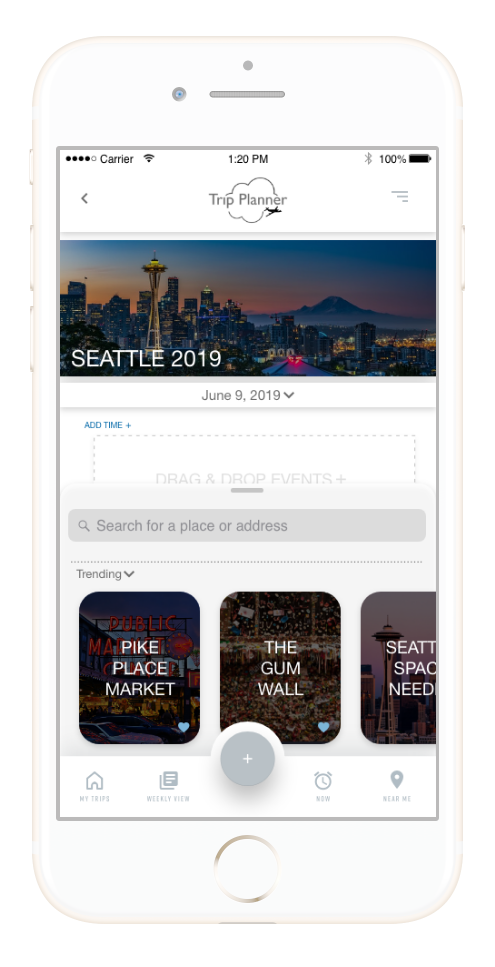 Carrier
1:20 PM
100%
Trip Planner
SEATTLE 2019
June 9, 2019
ADD TIME +
DRAG & DROP EVENTS +
Search for a place or address
Trending
PUBLIC
PIKE
PLACE
MARKET
THE
GUM
WALL
SEATT
SPAC
NEED
+
MY TRIPS
WEEKLY VIEW
NOW
NEAR ME